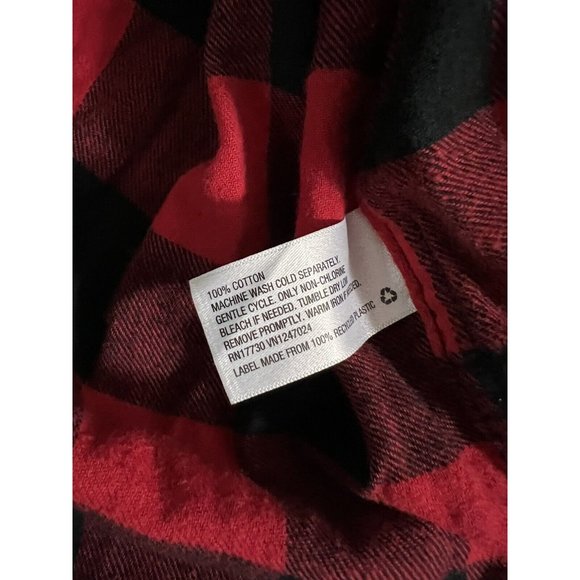 100% COTTON
MACHINE WASH COLD SEPARATELY.
GENTLE CYCLE. ONLY NON-CHLORINE
BLEACH IF NEEDED. TUMBLE DRY LOW
REMOVE PROMPTLY. WARM IRON IF NEEDED.
RN17730 VN1247024
LABEL MADE FROM 100% RECYCLED PLASTIC